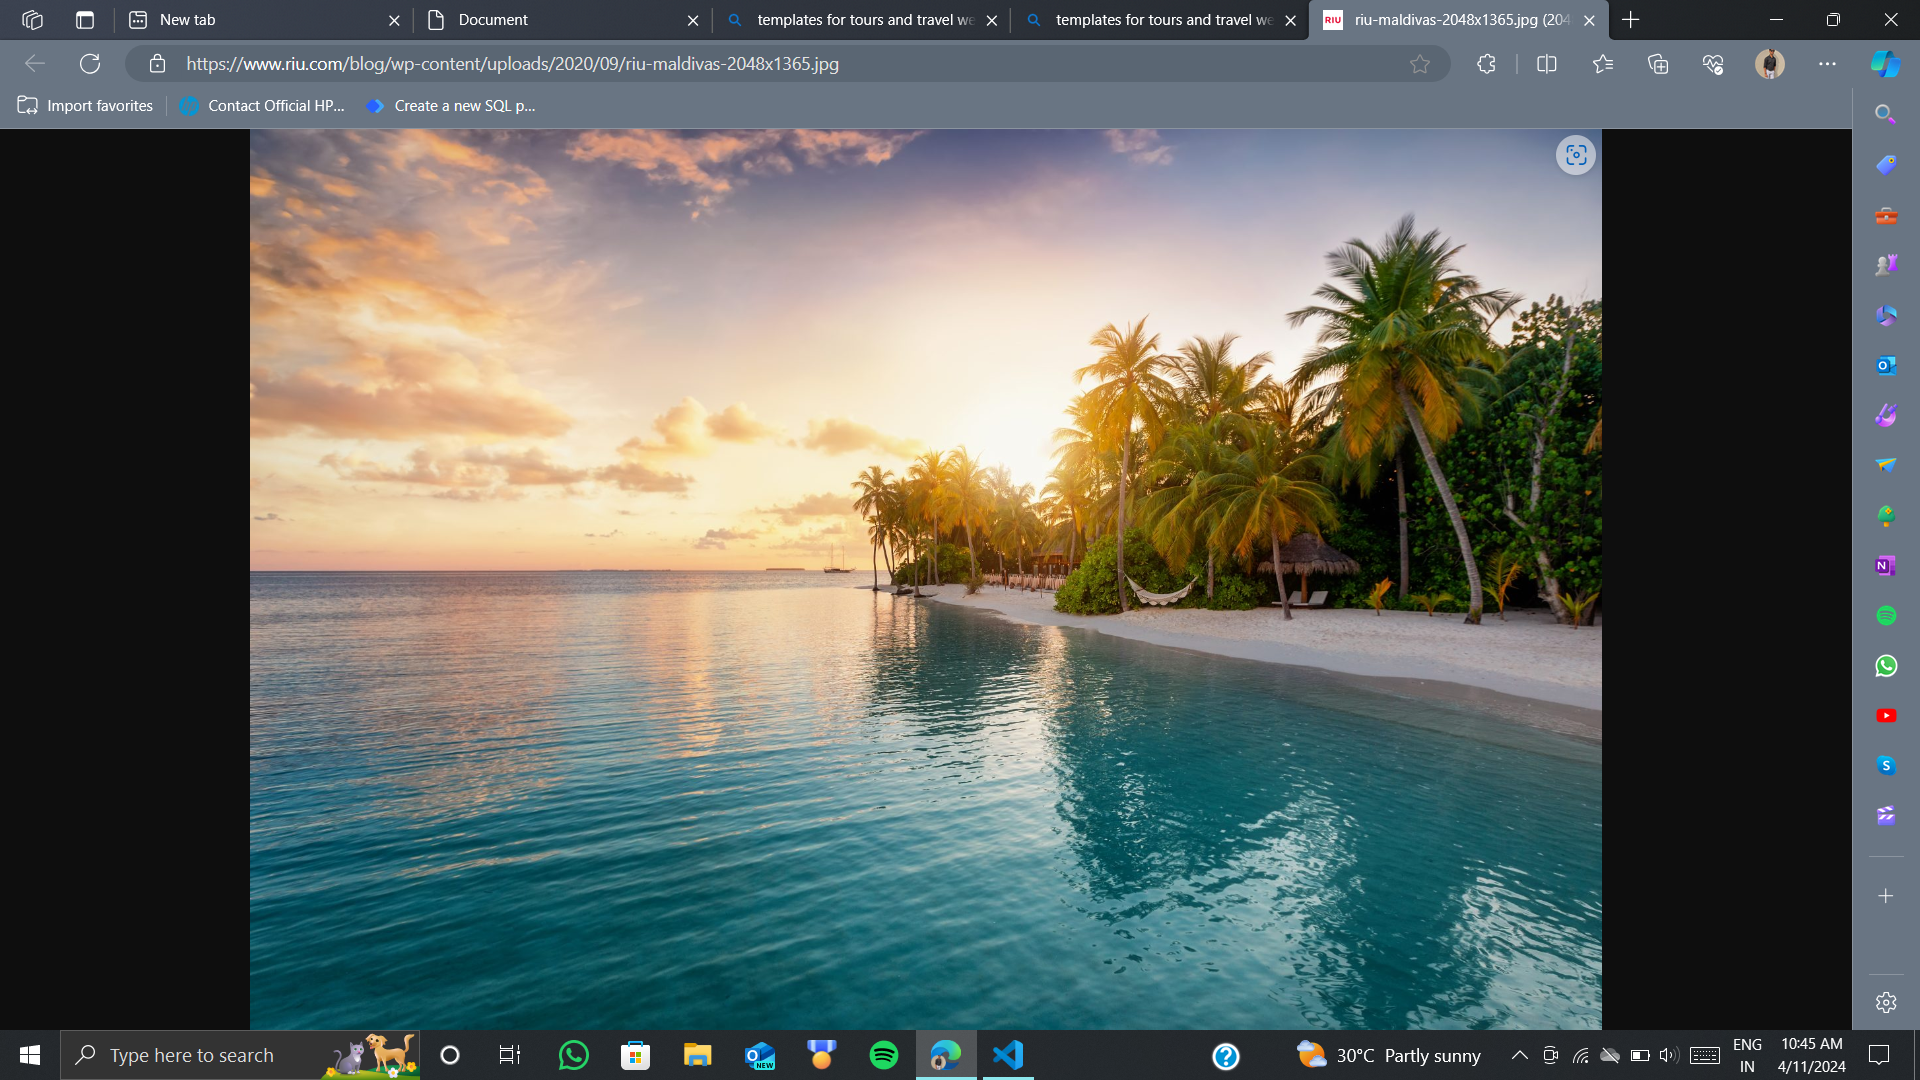 New tab
Document
templates for tours and travel we
templates for tours and travel we
RIU riu-maldivas-2048x1365.jpg (204
https://www.riu.com/blog/wp-content/uploads/2020/09/riu-maldivas-2048x1365.jpg
Import favorites
Contact Official HP...
Create a new SQL p...
Type here to search
NEW
30°C Partly sunny
ENG
IN
10:45 AM
4/11/2024